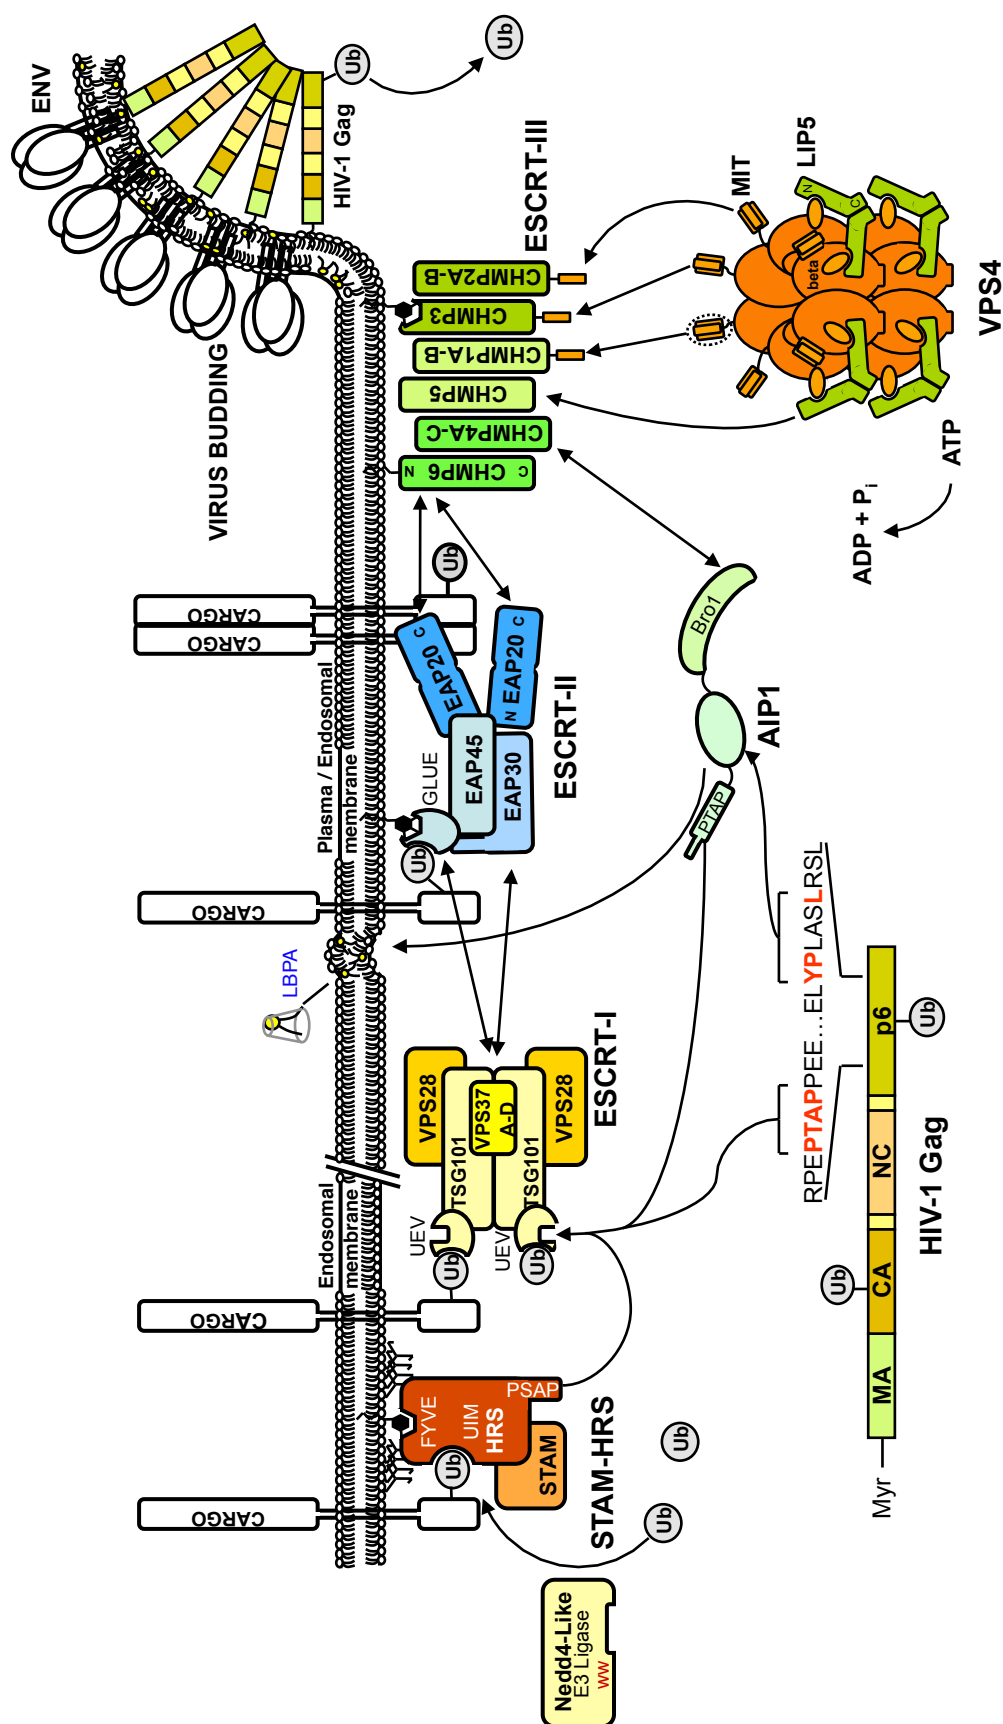 ENV
VIRUS BUDDING
HIV-1 Gag
Ub
Ub
CARGO
CARGO
CARGO
CARGO
CARGO
Endosomal
membrane
Plasma / Endosomal
membrane
LBPA
FYVE
UIM
HRS
PSAP
STAM
Ub
STAM-HRS
Ub
Ub
Nedd4-Like
E3 Ligase
WW
UEV
Ub
UEV
Ub
TSG101
TSG101
VPS28
VPS37
A-D
VPS28
ESCRT-I
Ub
GLUE
EAP45
EAP30
EAP20
C
N
EAP20
C
Ub
ESCRT-II
N
CHMP6
C
CHMP4A-C
CHMP5
CHMP1A-B
CHMP3
CHMP2A-B
ESCRT-III
PTAP
Bro1
AIP1
MIT
LIP5
N
C
beta
VPS4
ATP
ADP + Pi
RPEPTAPPEE...ELYPLASLRSL
Myr
MA
CA
NC
p6
Ub
Ub
HIV-1 Gag